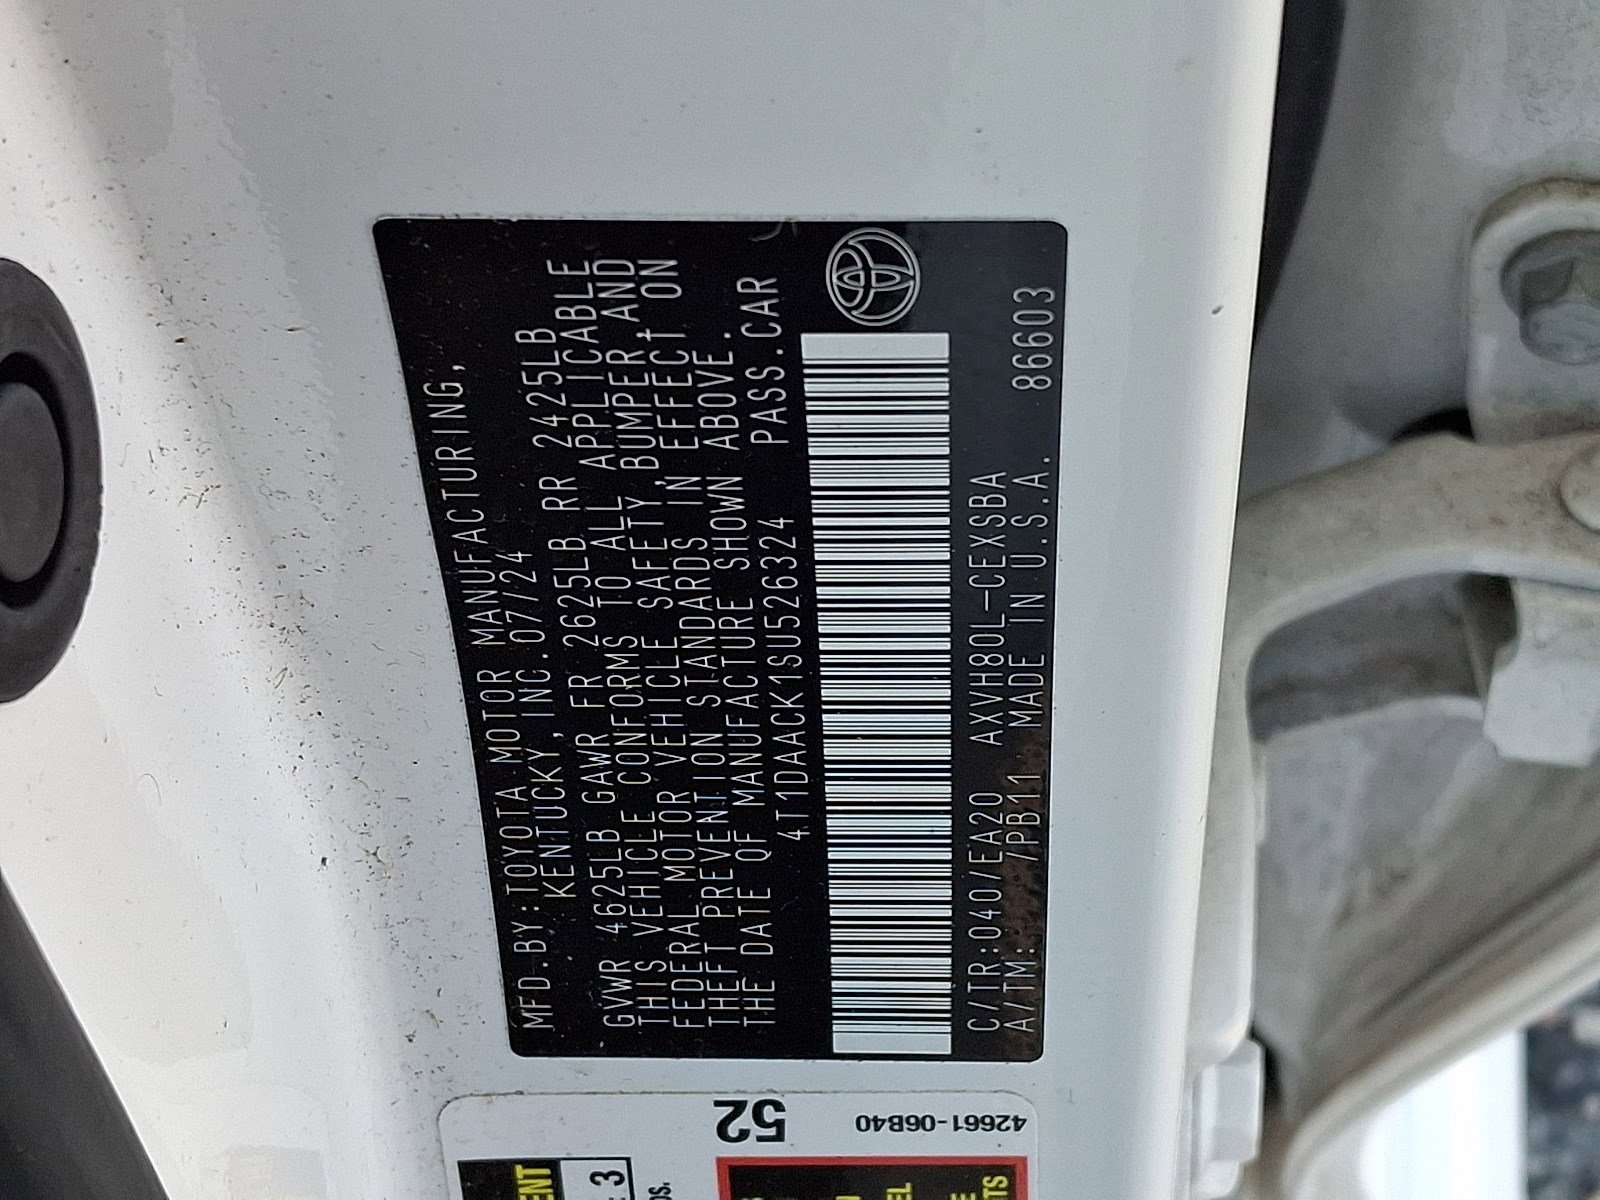 MFD.BY:TOYOTA MOTOR MANUFACTURING,
KENTUCKY,INC.07/24
GVWR 4625LB GAWR FR 2625LB RR 2425LB
THIS VEHICLE CONFORMS TO ALL APPLICABLE
FEDERAL MOTOR VEHICLE SAFETY,BUMPER,AND
THEFT PREVENTION STANDARDS IN EFFECT ON
THE DATE OF MANUFACTURE SHOWN ABOVE.
4T1DAACK1SU526324 PASS.CAR
C/TR:040/EA20 AXVH80L-CEXSBA
A/TM: /PB11 MADE IN U.S.A. 86603
52
42661-06B40
3